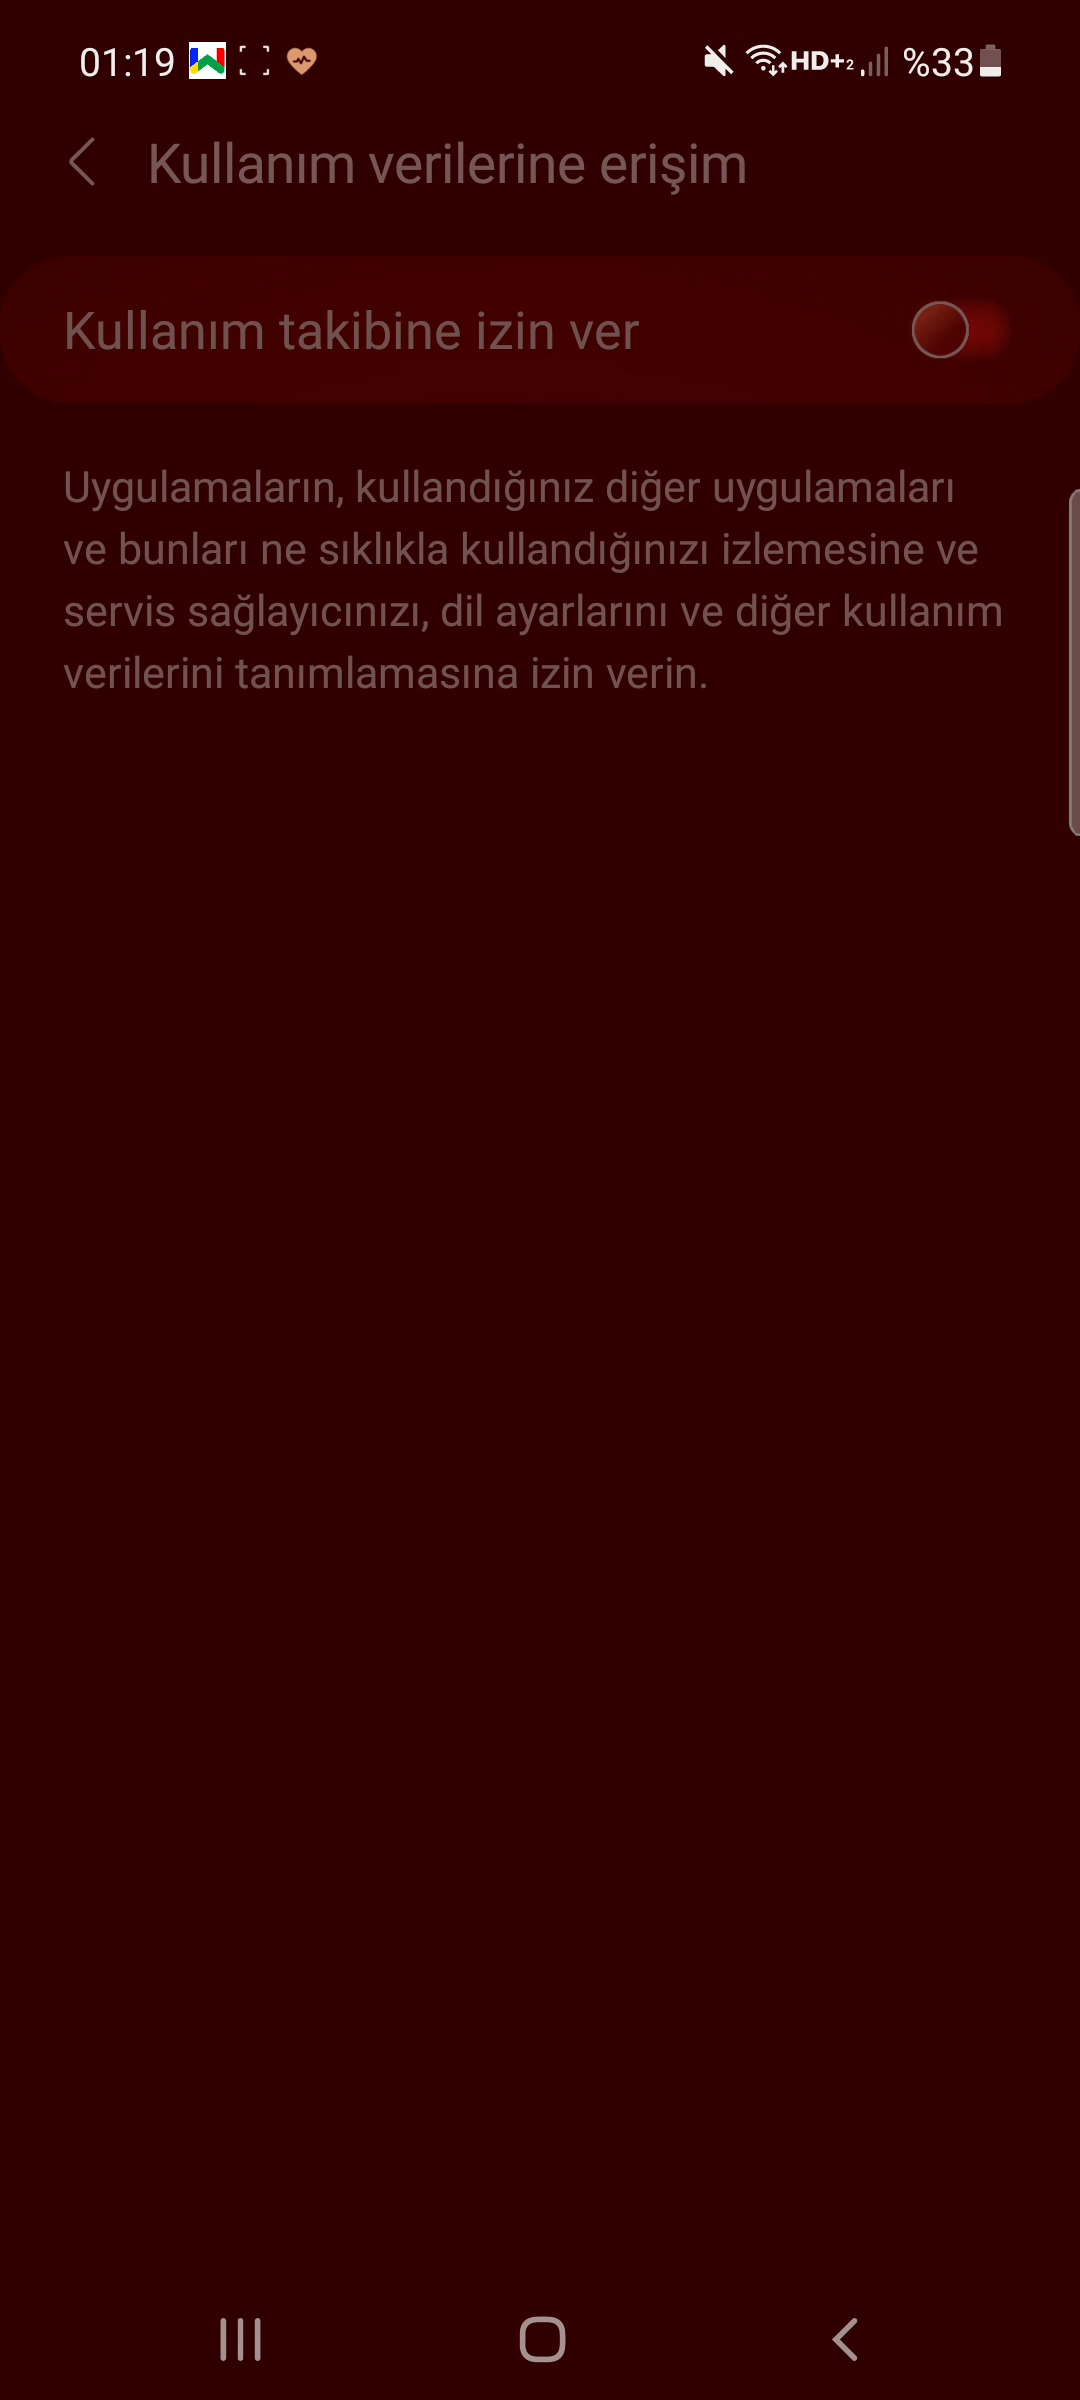 01:19 HD+2 %33
Kullanım verilerine erişim
Kullanım takibine izin ver
Uygulamaların, kullandığınız diğer uygulamaları
ve bunları ne sıklıkla kullandığınızı izlemesine ve
servis sağlayıcınızı, dil ayarlarını ve diğer kullanım
verilerini tanımlamasına izin verin.